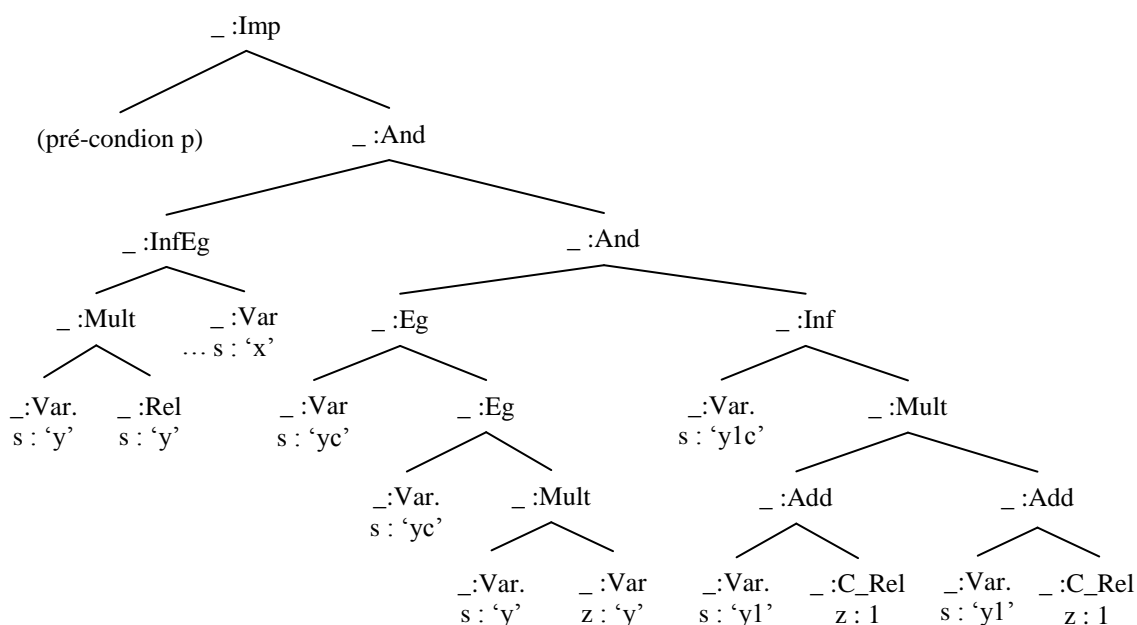 _ :Imp
(pré-condion p) _ :And
_ :InfEg _ :And
_ :Mult _ :Var _ :Eg _ :Inf
… s : ‘x’
_:Var. _ :Rel _ :Var _ :Eg _:Var. _ :Mult
s : ‘y’ s : ‘y’ s : ‘yc’ s : ‘y1c’
_:Var. _ :Mult _ :Add _ :Add
s : ‘yc’
_:Var. _ :Var _:Var. _ :C_Rel _:Var. _ :C_Rel
s : ‘y’ z : ‘y’ s : ‘y1’ z : 1 s : ‘y1’ z : 1